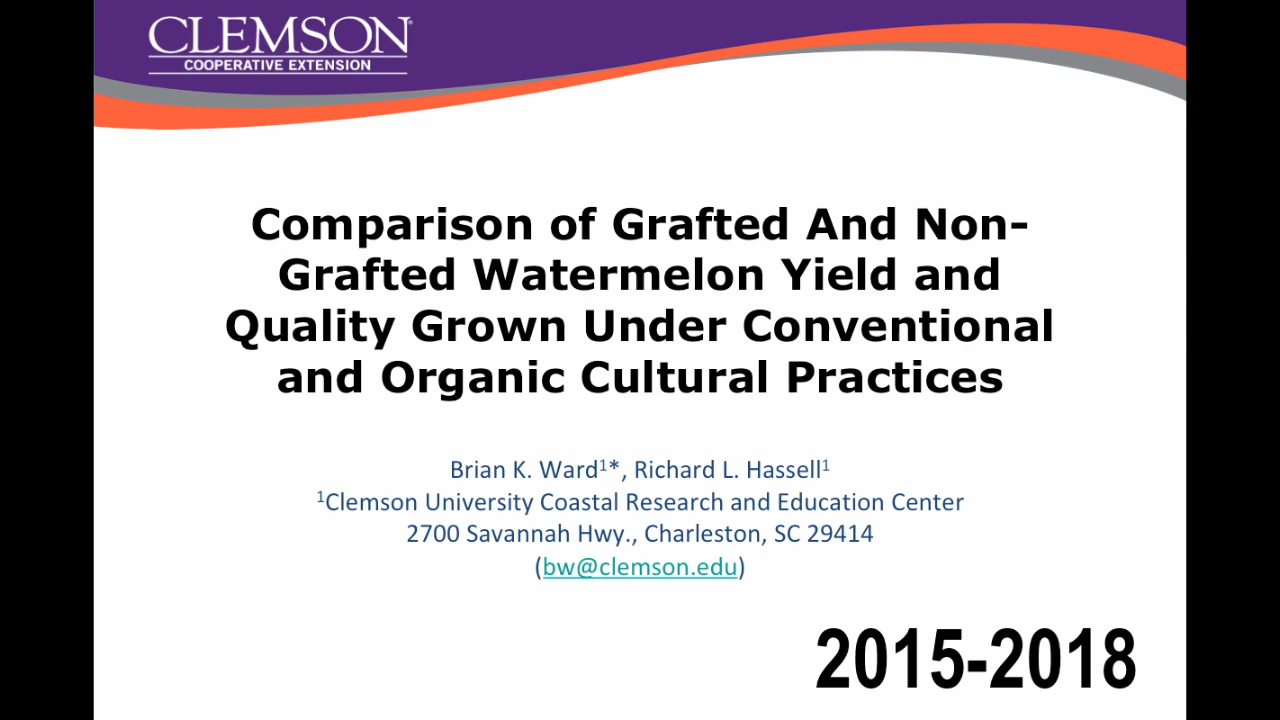 CLEMSON®
COOPERATIVE EXTENSION
Comparison of Grafted And Non-
Grafted Watermelon Yield and
Quality Grown Under Conventional
and Organic Cultural Practices
Brian K. Ward¹*, Richard L. Hassell¹
¹Clemson University Coastal Research and Education Center
2700 Savannah Hwy., Charleston, SC 29414
(bw@clemson.edu)
2015-2018